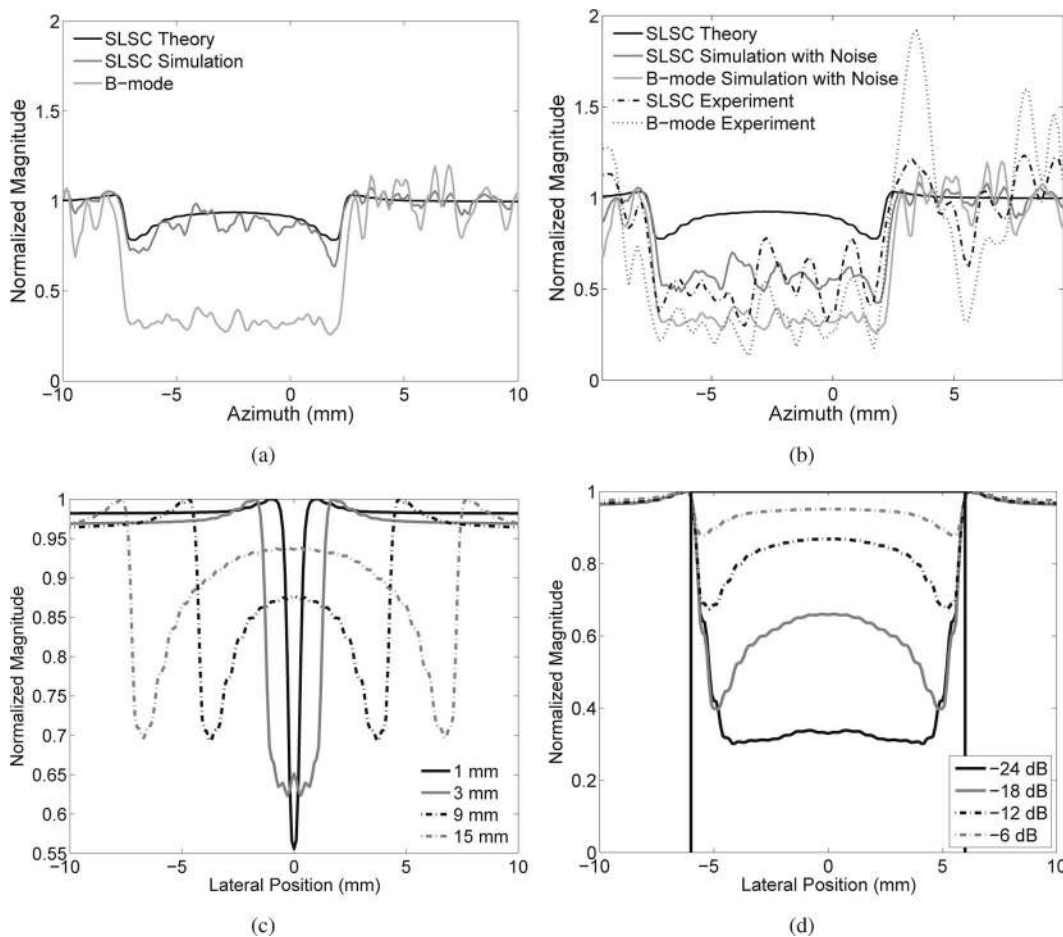 2
1.5
1
0.5
0
Normalized Magnitude
SLSC Theory
SLSC Simulation
B−mode
−10
−5
0
5
10
Azimuth (mm)
(a)
2
1.5
1
0.5
0
Normalized Magnitude
SLSC Theory
SLSC Simulation with Noise
B−mode Simulation with Noise
SLSC Experiment
B−mode Experiment
−5
0
5
Azimuth (mm)
(b)
1
0.95
0.9
0.85
0.8
0.75
0.7
0.65
0.6
0.55
Normalized Magnitude
1 mm
3 mm
9 mm
15 mm
−10
−5
0
5
10
Lateral Position (mm)
(c)
1
0.8
0.6
0.4
0.2
0
Normalized Magnitude
−24 dB
−18 dB
−12 dB
−6 dB
−10
−5
0
5
10
Lateral Position (mm)
(d)